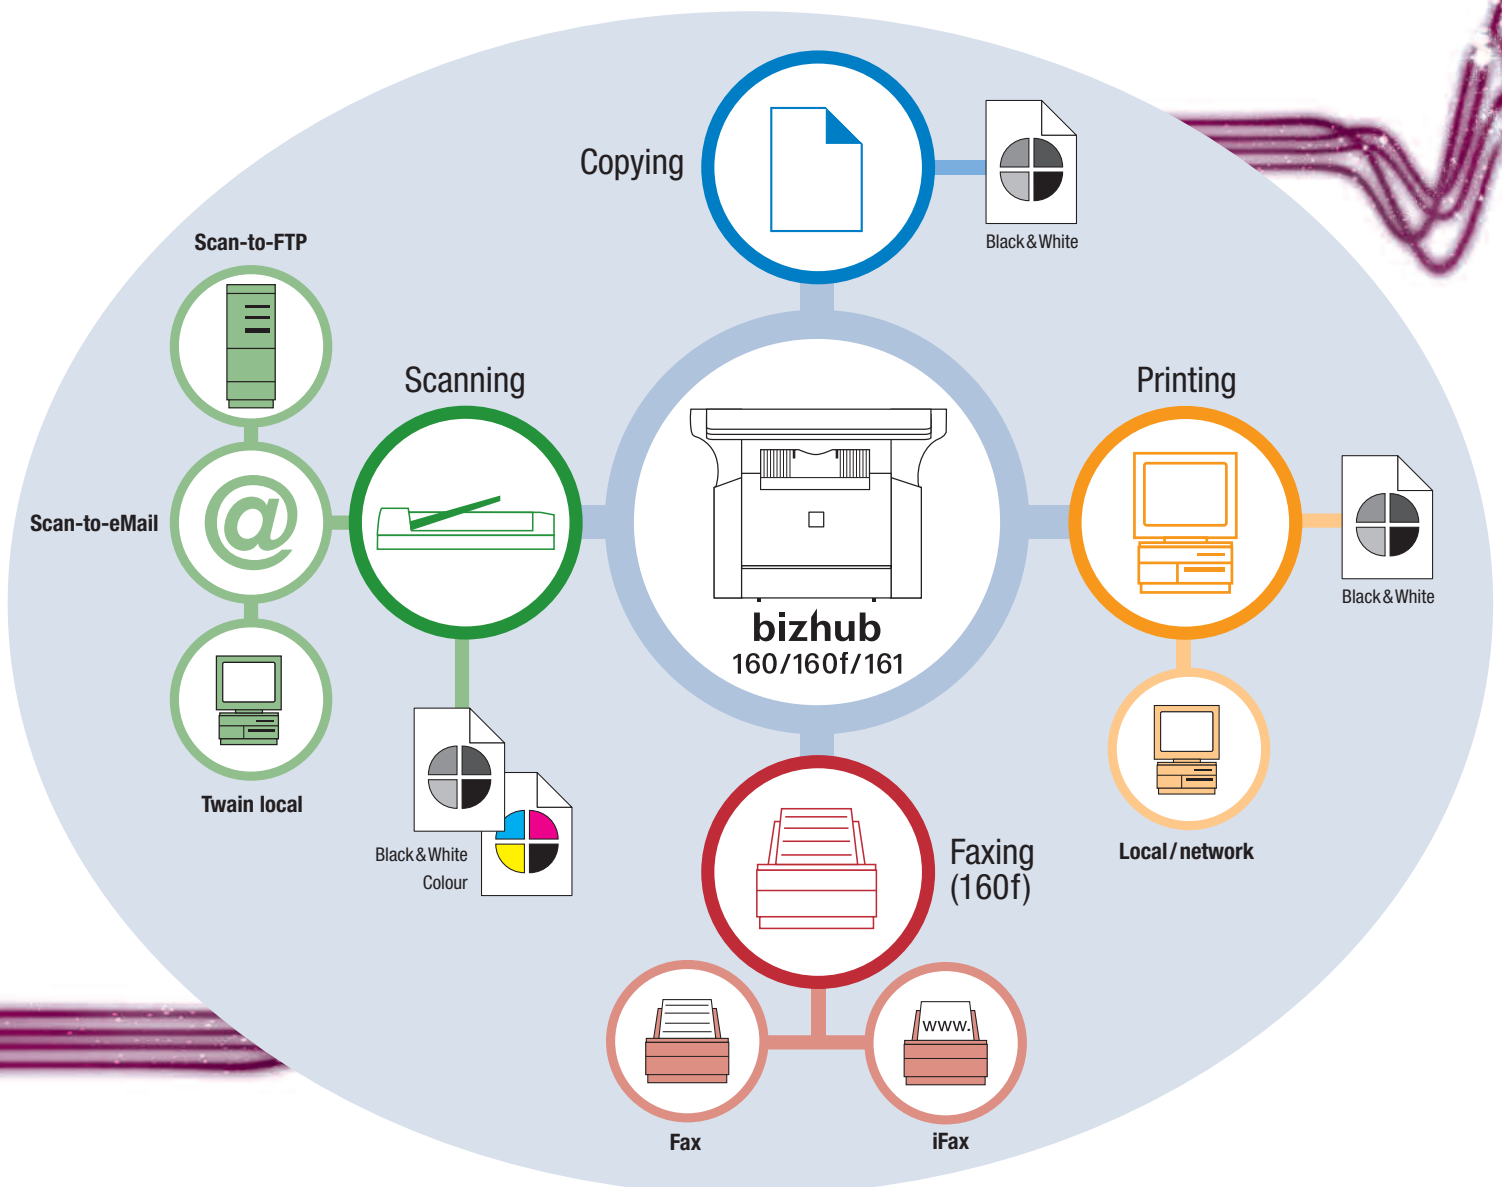 Copying
Black & White
Scan-to-FTP
Scanning
Printing
Scan-to-eMail
@
Black & White
bizhub
160/160f/161
Twain local
Black & White
Colour
Faxing
(160f)
Local / network
www.
Fax
iFax